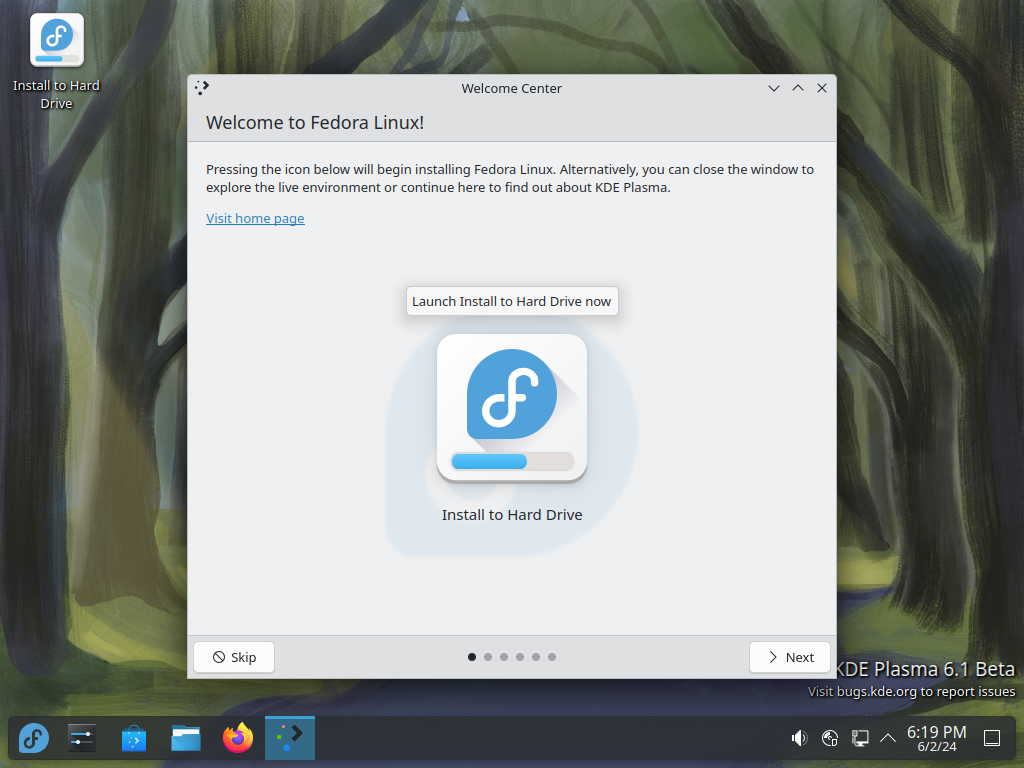 Install to Hard
Drive
Welcome Center
Welcome to Fedora Linux!
Pressing the icon below will begin installing Fedora Linux. Alternatively, you can close the window to
explore the live environment or continue here to find out about KDE Plasma.
Visit home page
Launch Install to Hard Drive now
Install to Hard Drive
Skip
Next
KDE Plasma 6.1 Beta
Visit bugs.kde.org to report issues
6:19 PM
6/2/24